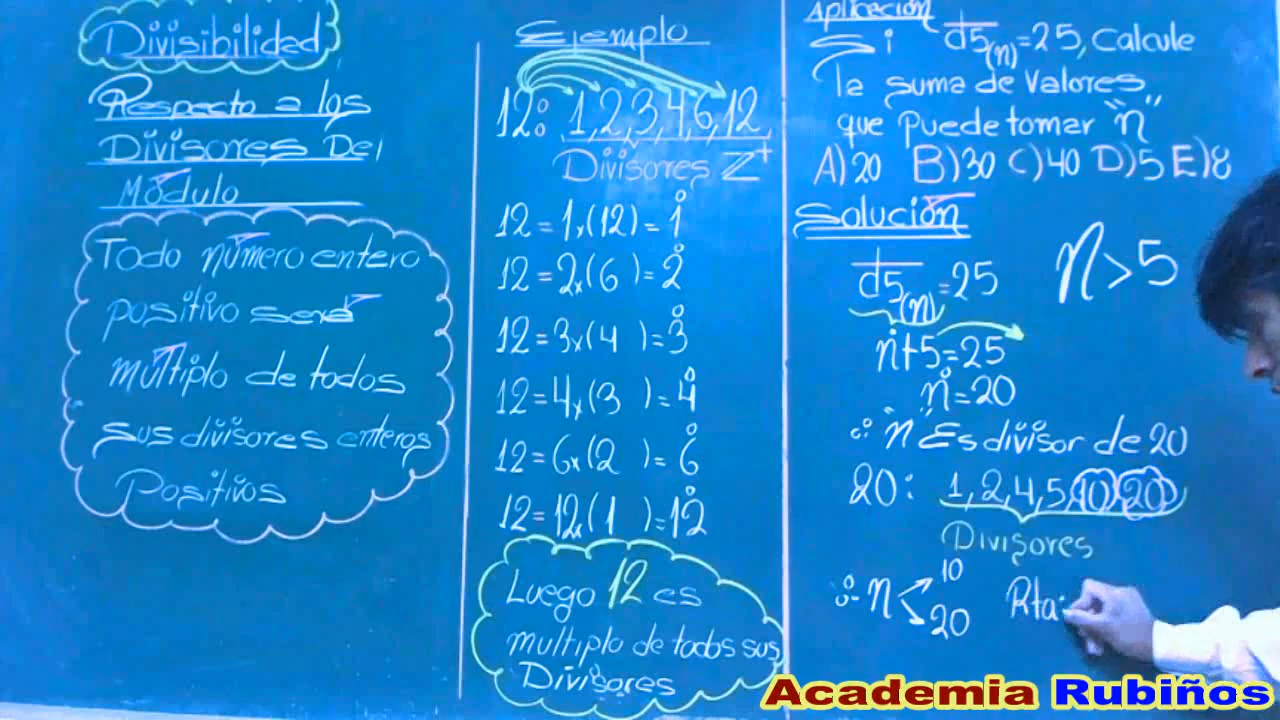 Divisibilidad
Respecto a los
Divisores Del
Módulo
Todo número entero
positivo será
múltiplo de todos
sus divisores enteros
Positivos
Ejemplo
12: 1,2,3,4,6,12
Divisores Z⁺
12=1x(12)=1̊
12=2x(6)=2̊
12=3x(4 )=3̊
12=4x(3 )=4̊
12=6x(2 )=6̊
12=12x(1 )=12̊
Luego 12 es
multiplo de todos sus
Divisores
Aplicación
Si d5(n)=25, Calcule
la suma de valores
que puede tomar "n"
A)20 B)30 C)40 D)5 E)8
Solución
d5(n)=25 n>5
n̊+5=25
n̊=20
∴ "n" Es divisor de 20
20: 1,2,4,5,10,20
Divisores
∴ n 10
20 Rta:
Academia Rubiños